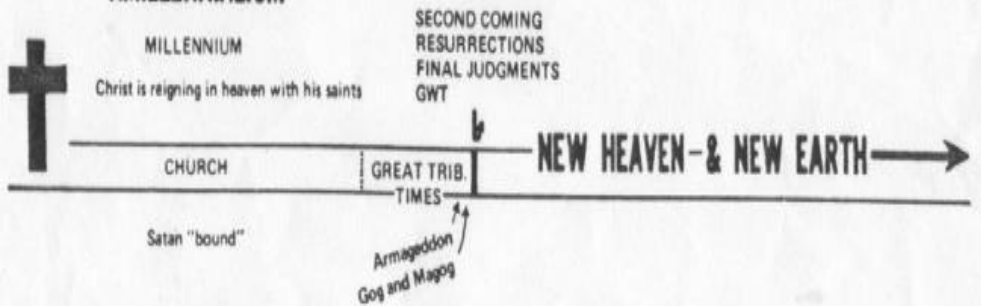 MILLENNIUM
Christ is reigning in heaven with his saints
SECOND COMING
RESURRECTIONS
FINAL JUDGMENTS
GWT
CHURCH
GREAT TRIB.
TIMES
NEW HEAVEN-& NEW EARTH
Satan "bound"
Armageddon
Gog and Magog